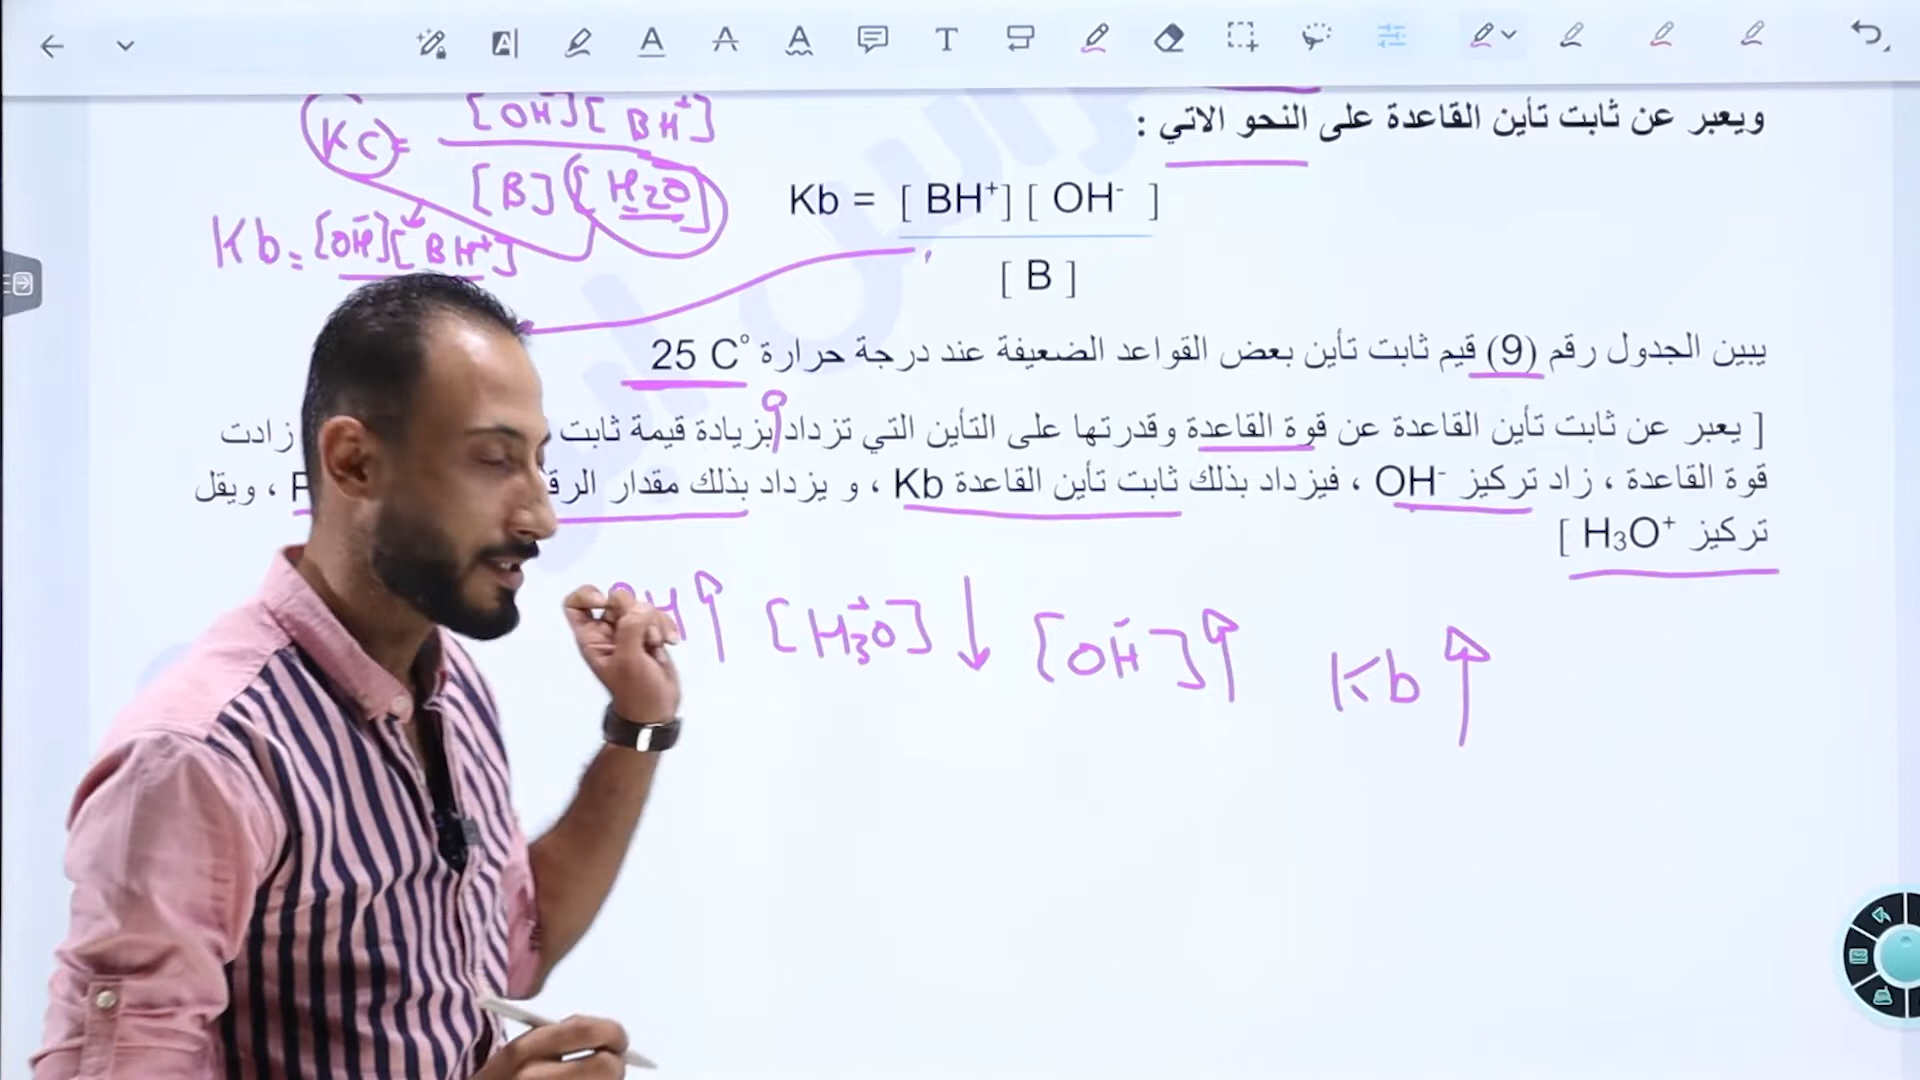 ويعبر عن ثابت تأين القاعدة على النحو الاتي :
Kc = [OH⁻][BH⁺]
[B][H2O]
Kb = [OH⁻][BH⁺]
Kb = [ BH⁺] [ OH⁻ ]
[ B ]
يبين الجدول رقم (9) قيم ثابت تأين بعض القواعد الضعيفة عند درجة حرارة 25 C°
[ يعبر عن ثابت تأين القاعدة عن قوة القاعدة وقدرتها على التأين التي تزداد بزيادة قيمة ثابت زادت
قوة القاعدة ، زاد تركيز OH⁻ ، فيزداد بذلك ثابت تأين القاعدة Kb ، و يزداد بذلك مقدار ، ويقل
تركيز H₃O⁺ ]
H↑ [H₃O⁺]↓ [OH⁻]↑ Kb↑